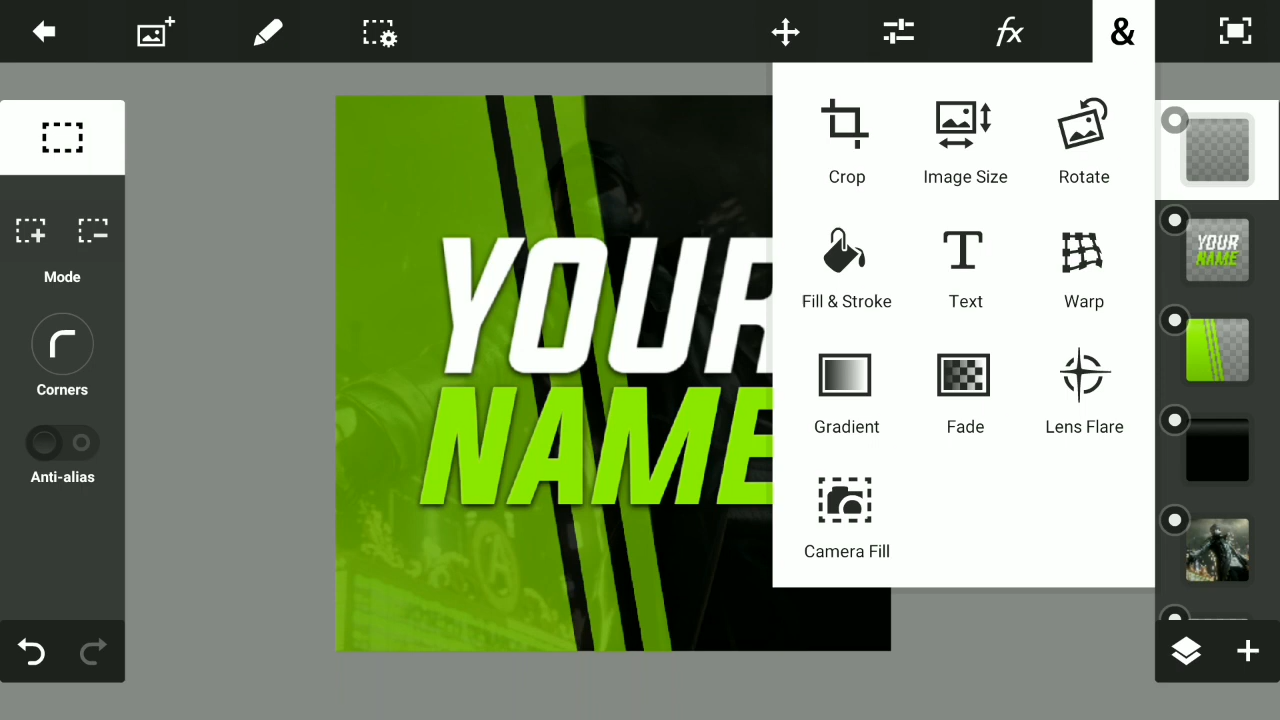 fx
&
Crop
Image Size
Rotate
Fill & Stroke
Text
Warp
Gradient
Fade
Lens Flare
Camera Fill
Mode
Corners
Anti-alias
YOUR
NAME
YOUR
NAME